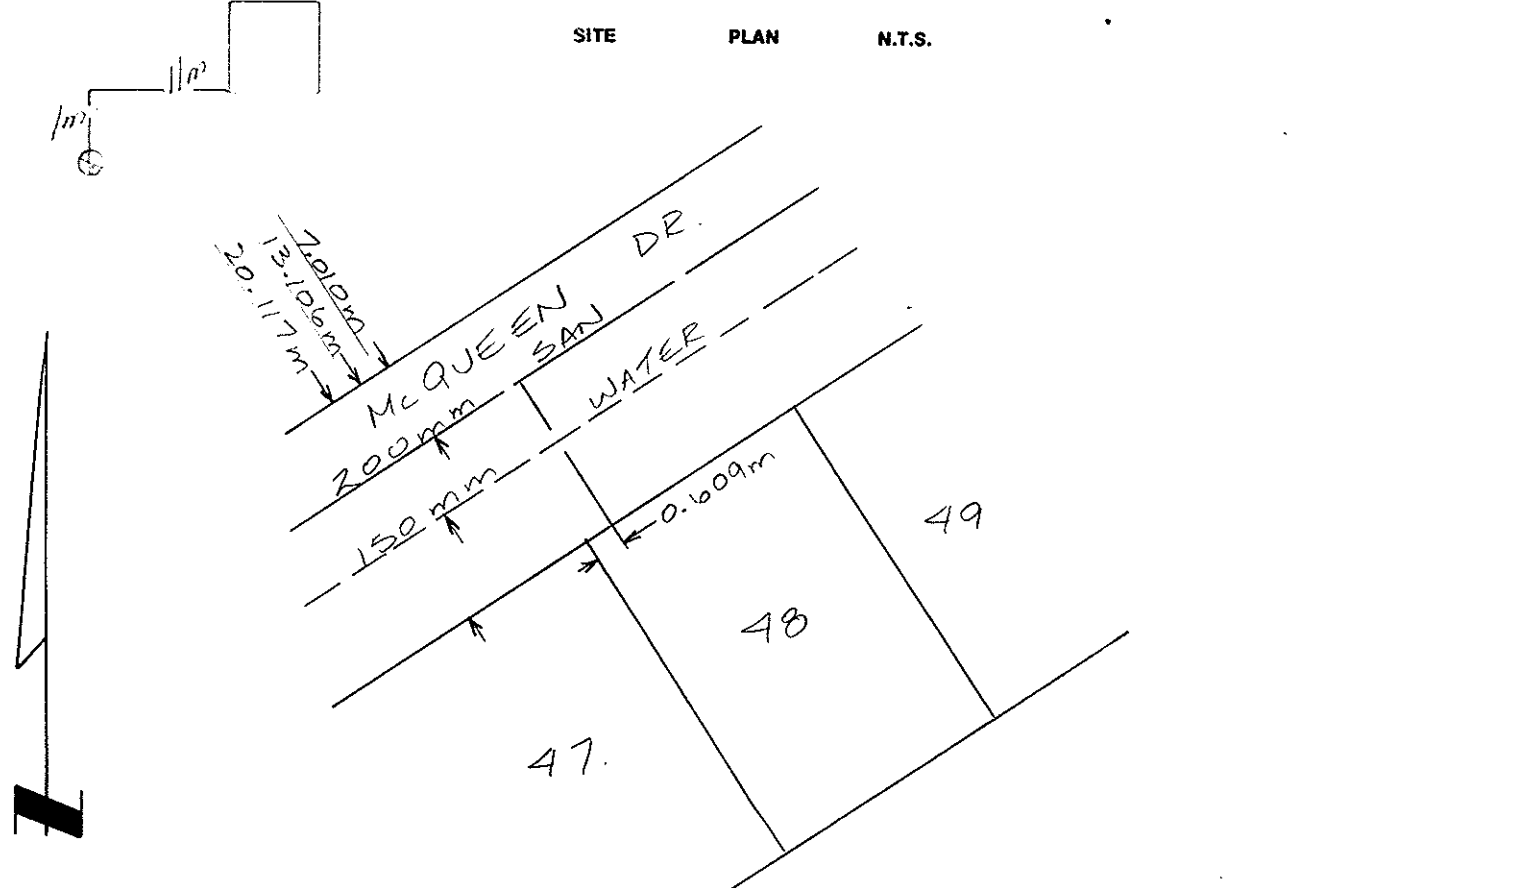 SITE PLAN N.T.S.
11m
1m
7.010m
13.106m
20.117m
McQUEEN DR.
200mm SAN
150mm WATER
0.609m
49
48
47.